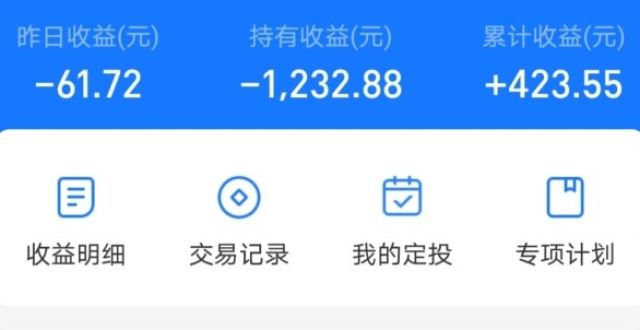 昨日收益(元) 持有收益(元) 累计收益(元)
-61.72 -1,232.88 +423.55
收益明细 交易记录 我的定投 专项计划